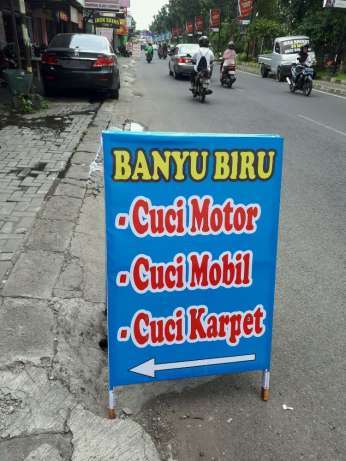 BANYU BIRU
- Cuci Motor
- Cuci Mobil
- Cuci Karpet